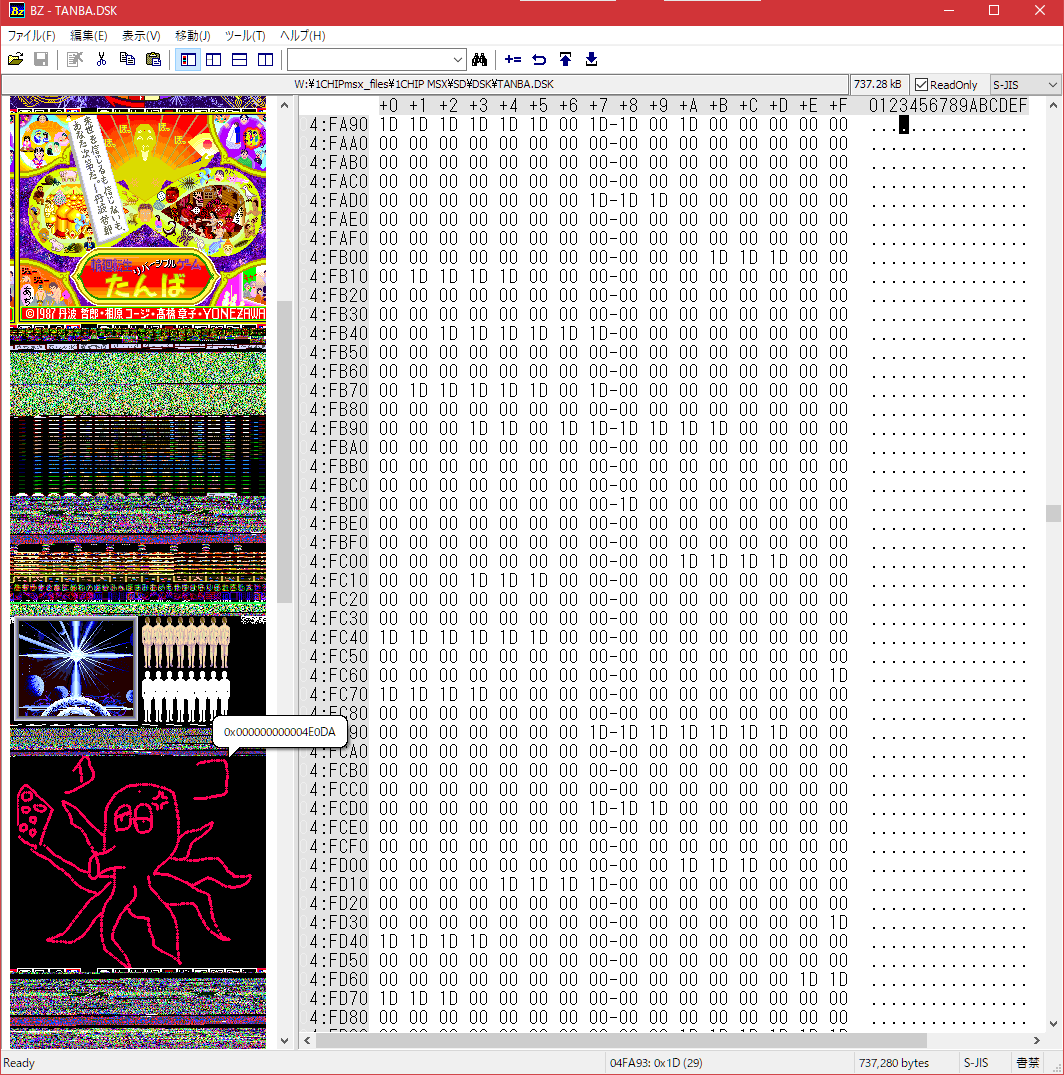 BZ - TANBA.DSK
ファイル(F) 編集(E) 表示(V) 移動(J) ツール(T) ヘルプ(H)
W:¥1CHIPmsx_files¥1CHIP MSX¥SD¥DSK¥TANBA.DSK 737.28 kB ReadOnly S-JIS
来世を信じるも信じないも
あなた次第だ。―丹波哲郎
輪廻転生 リバーシブルゲーム
たんば
©1987 丹波 哲郎・相原コージ・高橋 章子・YONEZAWA
0x000000000004E0DA
+0 +1 +2 +3 +4 +5 +6 +7 -8 +9 +A +B +C +D +E +F 0123456789ABCDEF
4:FA90 1D 1D 1D 1D 1D 1D 00 1D-1D 00 1D 00 00 00 00 00 ................
4:FAA0 00 00 00 00 00 00 00 00-00 00 00 00 00 00 00 00 ................
4:FAB0 00 00 00 00 00 00 00 00-00 00 00 00 00 00 00 00 ................
4:FAC0 00 00 00 00 00 00 00 00-00 00 00 00 00 00 00 00 ................
4:FAD0 00 00 00 00 00 00 00 1D-1D 1D 00 00 00 00 00 00 ................
4:FAE0 00 00 00 00 00 00 00 00-00 00 00 00 00 00 00 00 ................
4:FAF0 00 00 00 00 00 00 00 00-00 00 00 00 00 00 00 00 ................
4:FB00 00 00 00 00 00 00 00 00-00 00 00 1D 1D 1D 00 00 ................
4:FB10 00 1D 1D 00 1D 00 00 00-00 00 00 00 00 00 00 00 ................
4:FB20 00 00 00 00 00 00 00 00-00 00 00 00 00 00 00 00 ................
4:FB30 00 00 00 00 00 00 00 00-00 00 00 00 00 00 00 00 ................
4:FB40 00 00 1D 1D 1D 1D 1D 1D-00 00 00 00 00 00 00 00 ................
4:FB50 00 00 00 00 00 00 00 00-00 00 00 00 00 00 00 00 ................
4:FB60 00 00 00 00 00 00 00 00-00 00 00 00 00 00 00 00 ................
4:FB70 00 1D 1D 1D 1D 1D 00 1D-00 00 00 00 00 00 00 00 ................
4:FB80 00 00 00 00 00 00 00 00-00 00 00 00 00 00 00 00 ................
4:FB90 00 00 00 1D 1D 00 1D 1D-1D 1D 1D 1D 00 00 00 00 ................
4:FBA0 00 00 00 00 00 00 00 00-00 00 00 00 00 00 00 00 ................
4:FBB0 00 00 00 00 00 00 00 00-00 00 00 00 00 00 00 00 ................
4:FBC0 00 00 00 00 00 00 00 00-00 00 00 00 00 00 00 00 ................
4:FBD0 00 00 00 00 00 00 00 00-1D 00 00 00 00 00 00 00 ................
4:FBE0 00 00 00 00 00 00 00 00-00 00 00 00 00 00 00 00 ................
4:FBF0 00 00 00 00 00 00 00 00-00 00 00 00 00 00 00 00 ................
4:FC00 00 00 00 00 00 00 00 00-00 00 1D 1D 1D 1D 00 00 ................
4:FC10 00 00 00 1D 1D 1D 00 00-00 00 00 00 00 00 00 00 ................
4:FC20 00 00 00 00 00 00 00 00-00 00 00 00 00 00 00 00 ................
4:FC30 00 00 00 00 00 00 00 00-00 00 00 00 00 00 00 00 ................
4:FC40 1D 1D 1D 1D 1D 1D 00 00-00 00 00 00 00 00 00 00 ................
4:FC50 00 00 00 00 00 00 00 00-00 00 00 00 00 00 00 00 ................
4:FC60 00 00 00 00 00 00 00 00-00 00 00 00 00 00 00 1D ................
4:FC70 1D 1D 1D 1D 00 00 00 00-00 00 00 00 00 00 00 00 ................
C80 00 00 00 00 00 00 00 00-00 00 00 00 00 00 00 00 ................
90 00 00 00 00 00 00 00 1D-1D 1D 1D 1D 1D 1D 00 00 ................
4:FCA0 00 00 00 00 00 00 00 00-00 00 00 00 00 00 00 00 ................
4:FCB0 00 00 00 00 00 00 00 00-00 00 00 00 00 00 00 00 ................
4:FCC0 00 00 00 00 00 00 00 00-00 00 00 00 00 00 00 00 ................
4:FCD0 00 00 00 00 00 00 00 1D-1D 1D 00 00 00 00 00 00 ................
4:FCE0 00 00 00 00 00 00 00 00-00 00 00 00 00 00 00 00 ................
4:FCF0 00 00 00 00 00 00 00 00-00 00 00 00 00 00 00 00 ................
4:FD00 00 00 00 00 00 00 00 00-00 00 1D 1D 1D 00 00 00 ................
4:FD10 00 00 00 00 1D 1D 1D 1D-00 00 00 00 00 00 00 00 ................
4:FD20 00 00 00 00 00 00 00 00-00 00 00 00 00 00 00 00 ................
4:FD30 00 00 00 00 00 00 00 00-00 00 00 00 00 00 00 1D ................
4:FD40 1D 1D 1D 1D 00 00 00 00-00 00 00 00 00 00 00 00 ................
4:FD50 00 00 00 00 00 00 00 00-00 00 00 00 00 00 00 00 ................
4:FD60 00 00 00 00 00 00 00 00-00 00 00 00 00 00 1D 1D ................
4:FD70 1D 1D 1D 00 00 00 00 00-00 00 00 00 00 00 00 00 ................
4:FD80 00 00 00 00 00 00 00 00-00 00 00 00 00 00 00 00 ................
Ready 04FA93: 0x1D (29) 737,280 bytes S-JIS 書禁